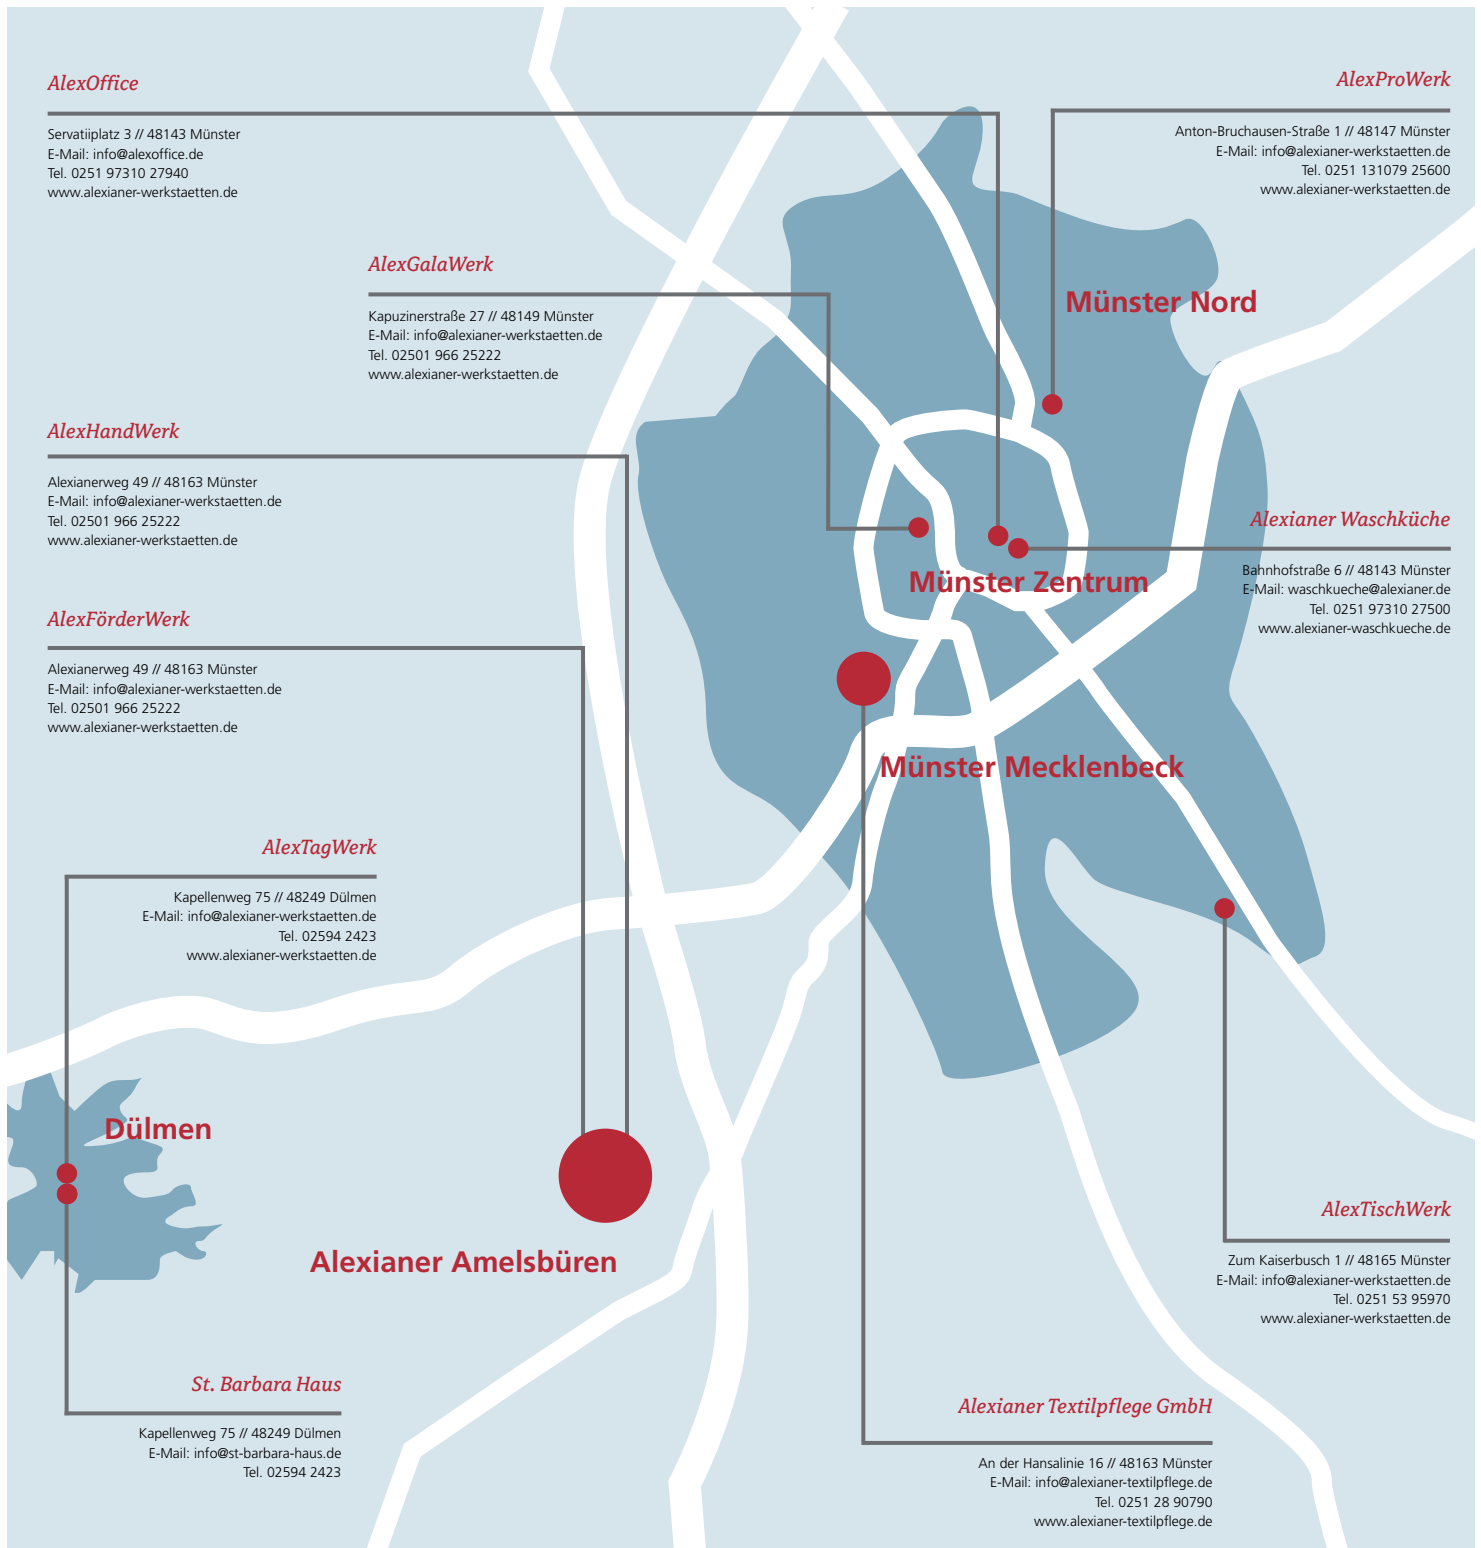 AlexOffice
Servatiiplatz 3 // 48143 Münster
E-Mail: info@alexoffice.de
Tel. 0251 97310 27940
www.alexianer-werkstaetten.de
AlexProWerk
Anton-Bruchausen-Straße 1 // 48147 Münster
E-Mail: info@alexianer-werkstaetten.de
Tel. 0251 131079 25600
www.alexianer-werkstaetten.de
AlexGalaWerk
Kapuzinerstraße 27 // 48149 Münster
E-Mail: info@alexianer-werkstaetten.de
Tel. 02501 966 25222
www.alexianer-werkstaetten.de
Münster Nord
AlexHandWerk
Alexianerweg 49 // 48163 Münster
E-Mail: info@alexianer-werkstaetten.de
Tel. 02501 966 25222
www.alexianer-werkstaetten.de
Alexianer Waschküche
Bahnhofstraße 6 // 48143 Münster
E-Mail: waschkueche@alexianer.de
Tel. 0251 97310 27500
www.alexianer-waschkueche.de
Münster Zentrum
AlexFörderWerk
Alexianerweg 49 // 48163 Münster
E-Mail: info@alexianer-werkstaetten.de
Tel. 02501 966 25222
www.alexianer-werkstaetten.de
Münster Mecklenbeck
AlexTagWerk
Kapellenweg 75 // 48249 Dülmen
E-Mail: info@alexianer-werkstaetten.de
Tel. 02594 2423
www.alexianer-werkstaetten.de
Dülmen
Alexianer Amelsbüren
AlexTischWerk
Zum Kaiserbusch 1 // 48165 Münster
E-Mail: info@alexianer-werkstaetten.de
Tel. 0251 53 95970
www.alexianer-werkstaetten.de
St. Barbara Haus
Kapellenweg 75 // 48249 Dülmen
E-Mail: info@st-barbara-haus.de
Tel. 02594 2423
Alexianer Textilpflege GmbH
An der Hansalinie 16 // 48163 Münster
E-Mail: info@alexianer-textilpflege.de
Tel. 0251 28 90790
www.alexianer-textilpflege.de